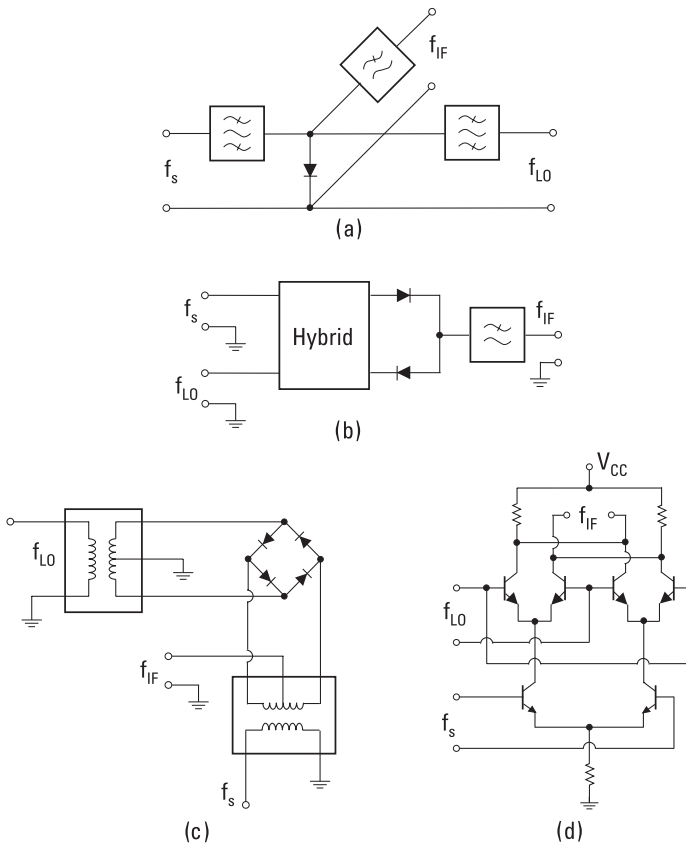 f_IF
f_s
f_LO
(a)
f_s
Hybrid
f_IF
f_LO
(b)
V_CC
f_LO
f_IF
f_IF
f_LO
f_s
f_s
(c)
(d)